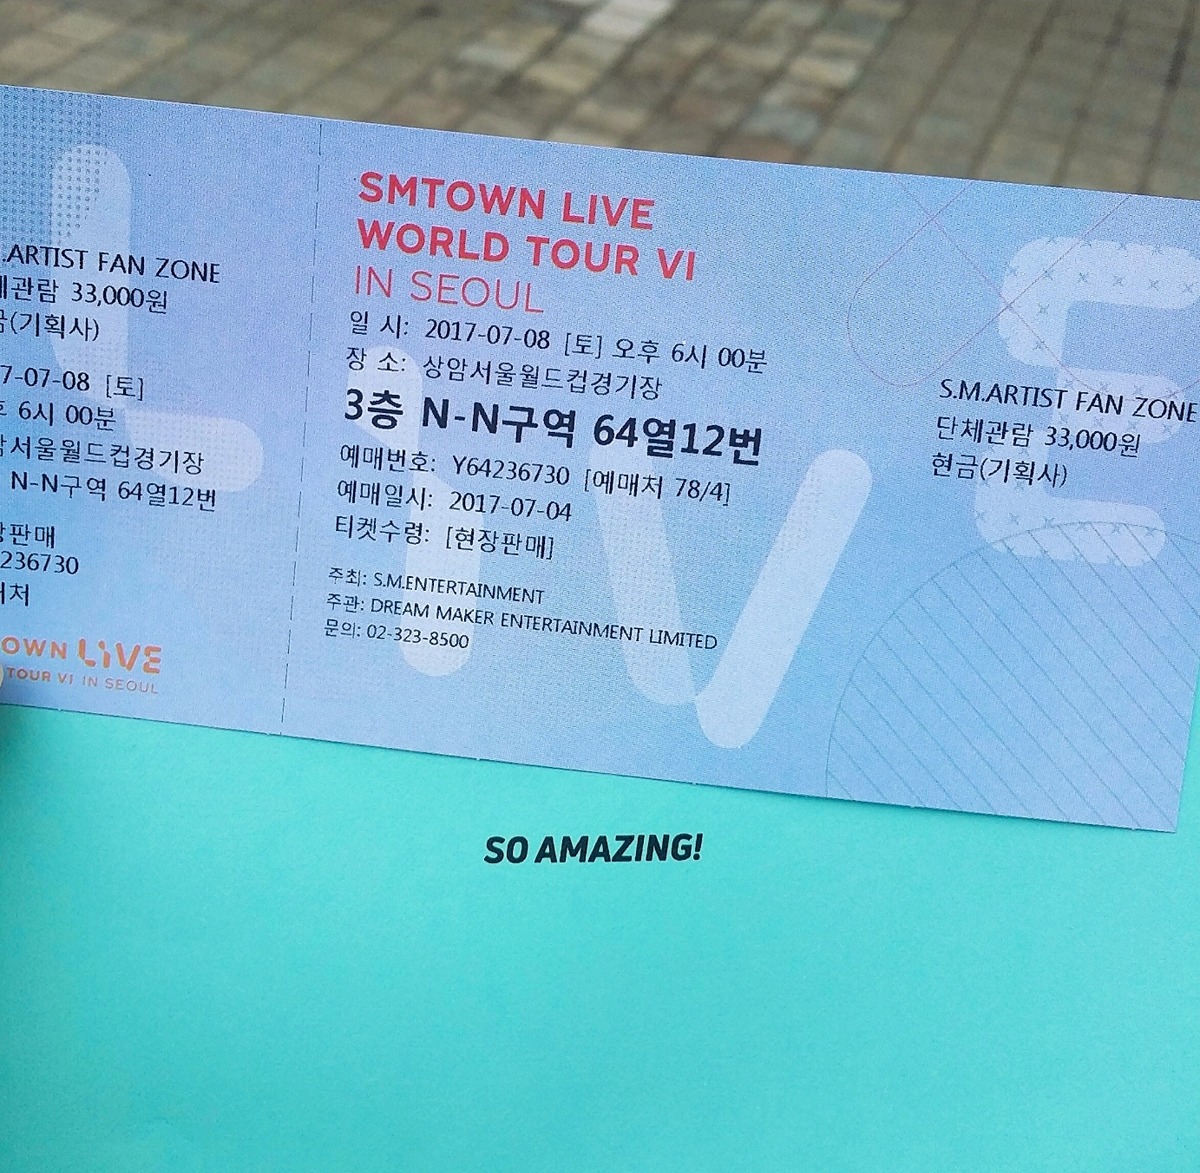 .ARTIST FAN ZONE
체관람 33,000원
금(기획사)
7-07-08 [토]
후 6시 00분
암서울월드컵경기장
N-N구역 64열12번
장판매
236730
매처
OWN LIVE
TOUR VI IN SEOUL
SMTOWN LIVE
WORLD TOUR VI
IN SEOUL
일 시: 2017-07-08 [토] 오후 6시 00분
장 소: 상암서울월드컵경기장
3층 N-N구역 64열12번
예매번호: Y64236730 [예매처 78/4]
예매일시: 2017-07-04
티켓수령: [현장판매]
주최: S.M.ENTERTAINMENT
주관: DREAM MAKER ENTERTAINMENT LIMITED
문의: 02-323-8500
S.M.ARTIST FAN ZONE
단체관람 33,000원
현금(기획사)
LIVE
SO AMAZING!